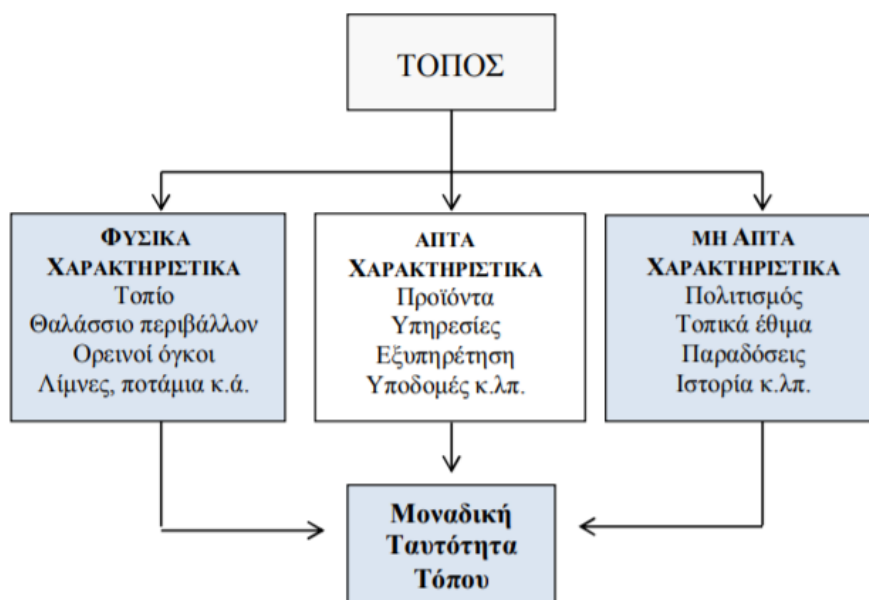 ΤΟΠΟΣ
ΦΥΣΙΚΑ
ΧΑΡΑΚΤΗΡΙΣΤΙΚΑ
Τοπίο
Θαλάσσιο περιβάλλον
Ορεινοί όγκοι
Λίμνες, ποτάμια κ.ά.
ΑΠΤΑ
ΧΑΡΑΚΤΗΡΙΣΤΙΚΑ
Προϊόντα
Υπηρεσίες
Εξυπηρέτηση
Υποδομές κ.λπ.
ΜΗ ΑΠΤΑ
ΧΑΡΑΚΤΗΡΙΣΤΙΚΑ
Πολιτισμός
Τοπικά έθιμα
Παραδόσεις
Ιστορία κ.λπ.
Μοναδική
Ταυτότητα
Τόπου